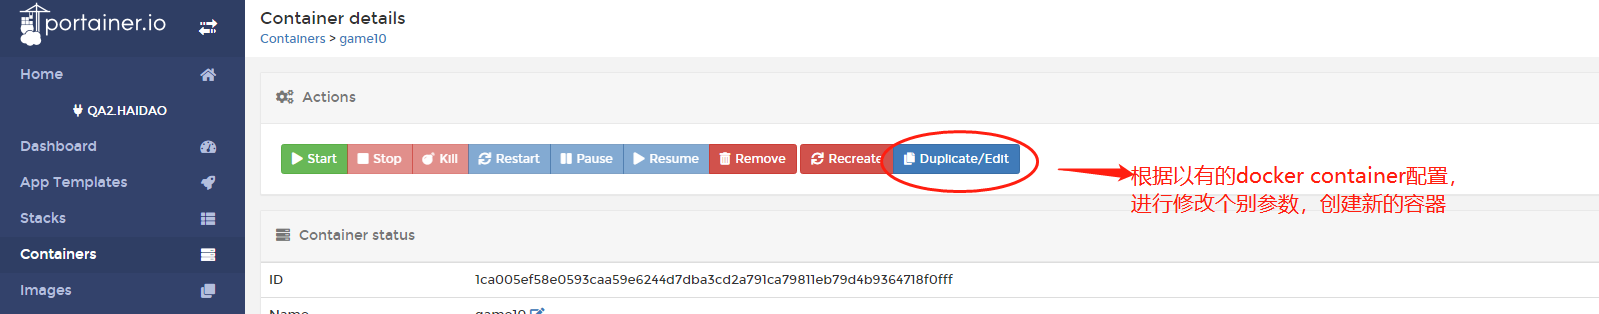 portainer.io
Home
QA2.HAIDAO
Dashboard
App Templates
Stacks
Containers
Images
Container details
Containers > game10
Actions
Start Stop Kill Restart Pause Resume Remove Recreate Duplicate/Edit
根据以有的docker container配置，
进行修改个别参数，创建新的容器
Container status
ID 1ca005ef58e0593caa59e6244d7dba3cd2a791ca79811eb79d4b9364718f0fff
Name game10